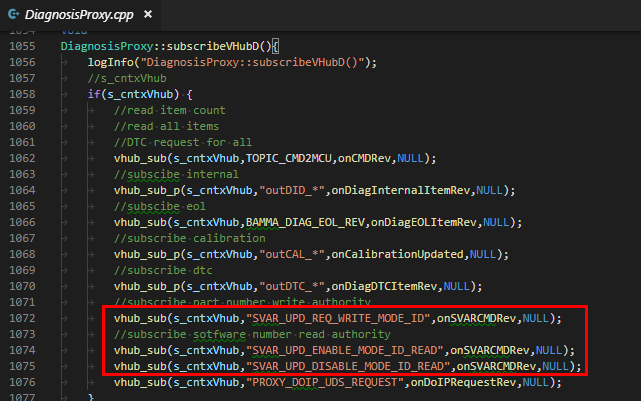 DiagnosisProxy.cpp ×
1054 void
1055 DiagnosisProxy::subscribeVHubD(){
1056 logInfo("DiagnosisProxy::subscribeVHubD()");
1057 //s_cntxVhub
1058 if(s_cntxVhub) {
1059 //read item count
1060 //read all items
1061 //DTC request for all
1062 vhub_sub(s_cntxVhub,TOPIC_CMD2MCU,onCMDRev,NULL);
1063 //subscibe internal
1064 vhub_sub_p(s_cntxVhub,"outDID_*",onDiagInternalItemRev,NULL);
1065 //subscibe eol
1066 vhub_sub(s_cntxVhub,BAMMA_DIAG_EOL_REV,onDiagEOLItemRev,NULL);
1067 //subscribe calibration
1068 vhub_sub_p(s_cntxVhub,"outCAL_*",onCalibrationUpdated,NULL);
1069 //subscribe dtc
1070 vhub_sub_p(s_cntxVhub,"outDTC_*",onDiagDTCItemRev,NULL);
1071 //subscribe part number write authority
1072 vhub_sub(s_cntxVhub,"SVAR_UPD_REQ_WRITE_MODE_ID",onSVARCMDRev,NULL);
1073 //subscribe sotfware number read authority
1074 vhub_sub(s_cntxVhub,"SVAR_UPD_ENABLE_MODE_ID_READ",onSVARCMDRev,NULL);
1075 vhub_sub(s_cntxVhub,"SVAR_UPD_DISABLE_MODE_ID_READ",onSVARCMDRev,NULL);
1076 vhub_sub(s_cntxVhub,"PROXY_DOIP_UDS_REQUEST",onDoIPRequestRev,NULL);
1077 }